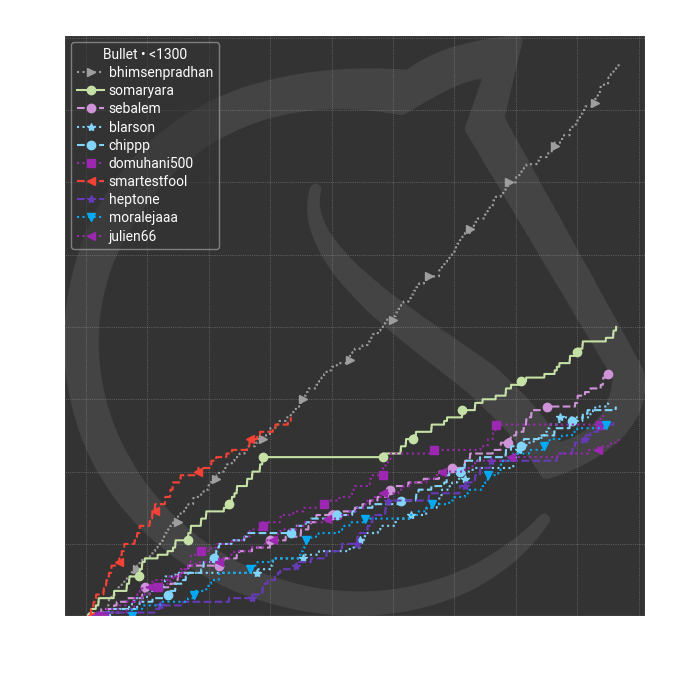 Bullet • <1300
bhimsenpradhan
somaryara
sebalem
blarson
chippp
domuhani500
smartestfool
heptone
moralejaaa
julien66